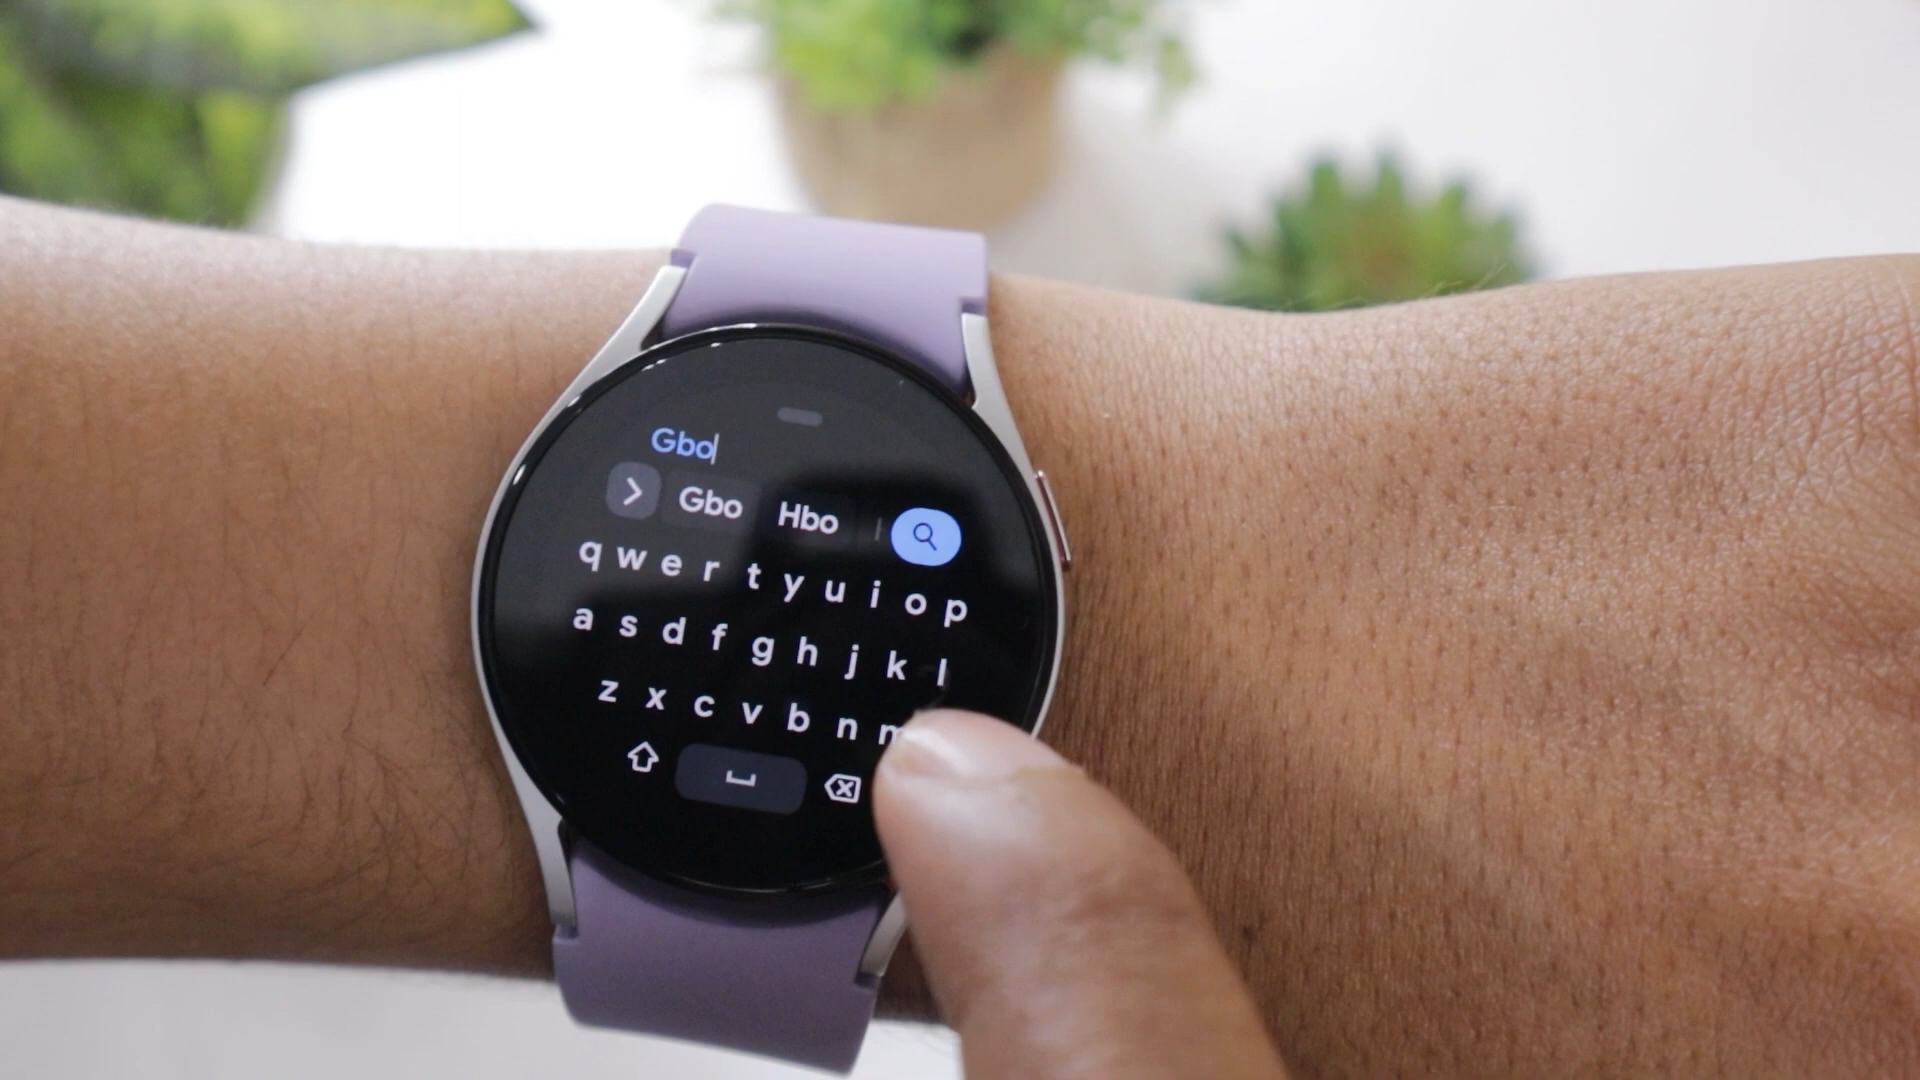 Gbo
Gbo Hbo
q w e r t y u i o p
a s d f g h j k l
z x c v b n m